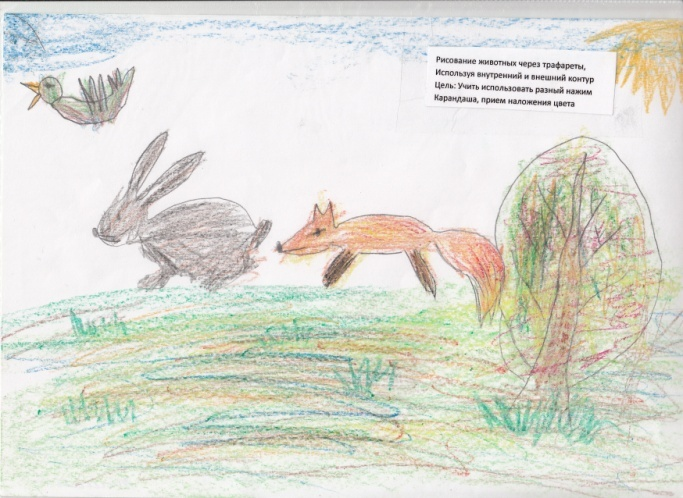 Рисование животных через трафареты,
Используя внутренний и внешний контур
Цель: Учить использовать разный нажим
Карандаша, прием наложения цвета